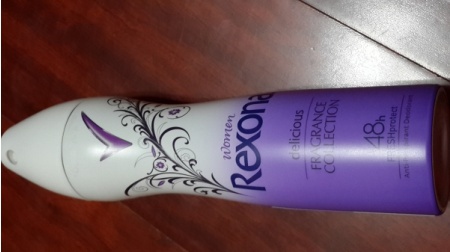 women
Rexona
delicious
FRAGRANCE
COLLECTION
48h